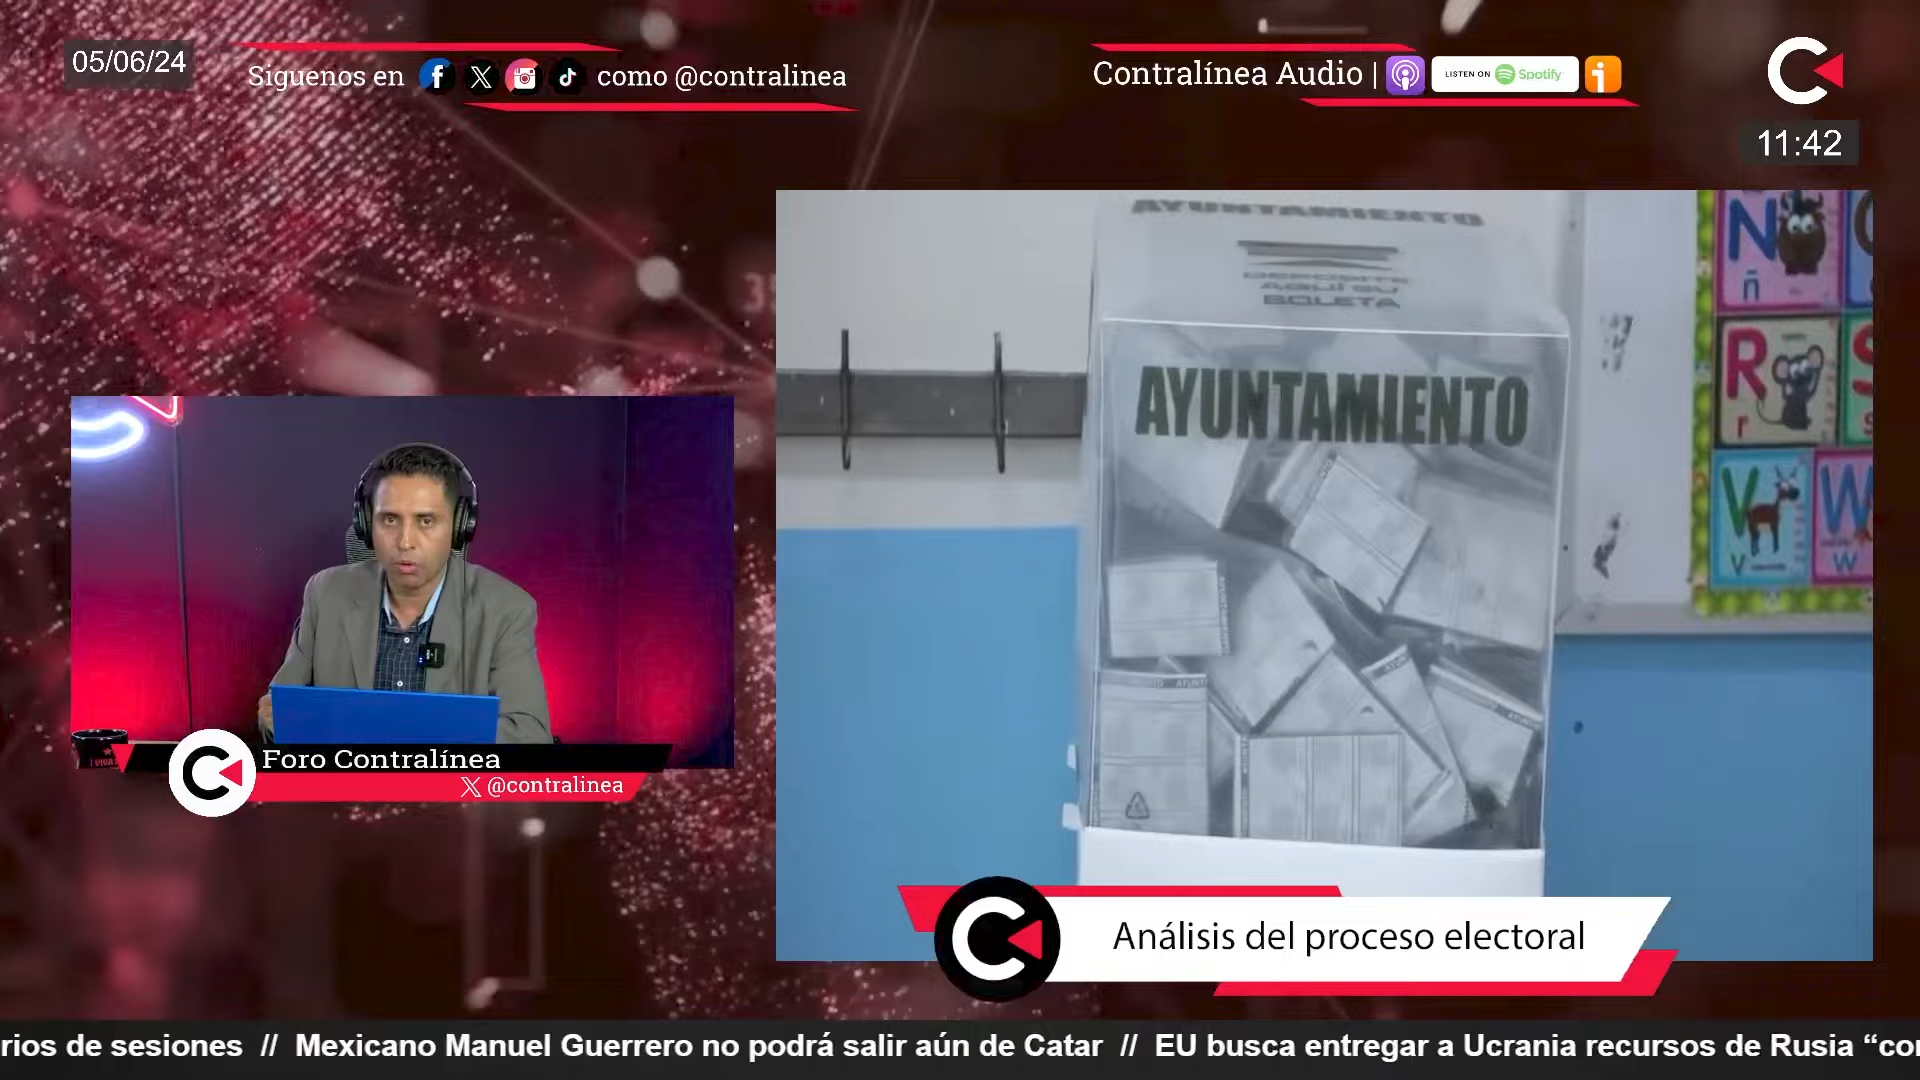 05/06/24
Siguenos en
como @contralinea
Contralínea Audio |
LISTEN ON Spotify
11:42
AYUNTAMIENTO
DEPOSITE
AQUÍ SU
BOLETA
AYUNTAMIENTO
N
ñ
R
r
S
s
V
v
W
w
Foro Contralínea
X @contralinea
Análisis del proceso electoral
rios de sesiones // Mexicano Manuel Guerrero no podrá salir aún de Catar // EU busca entregar a Ucrania recursos de Rusia “co